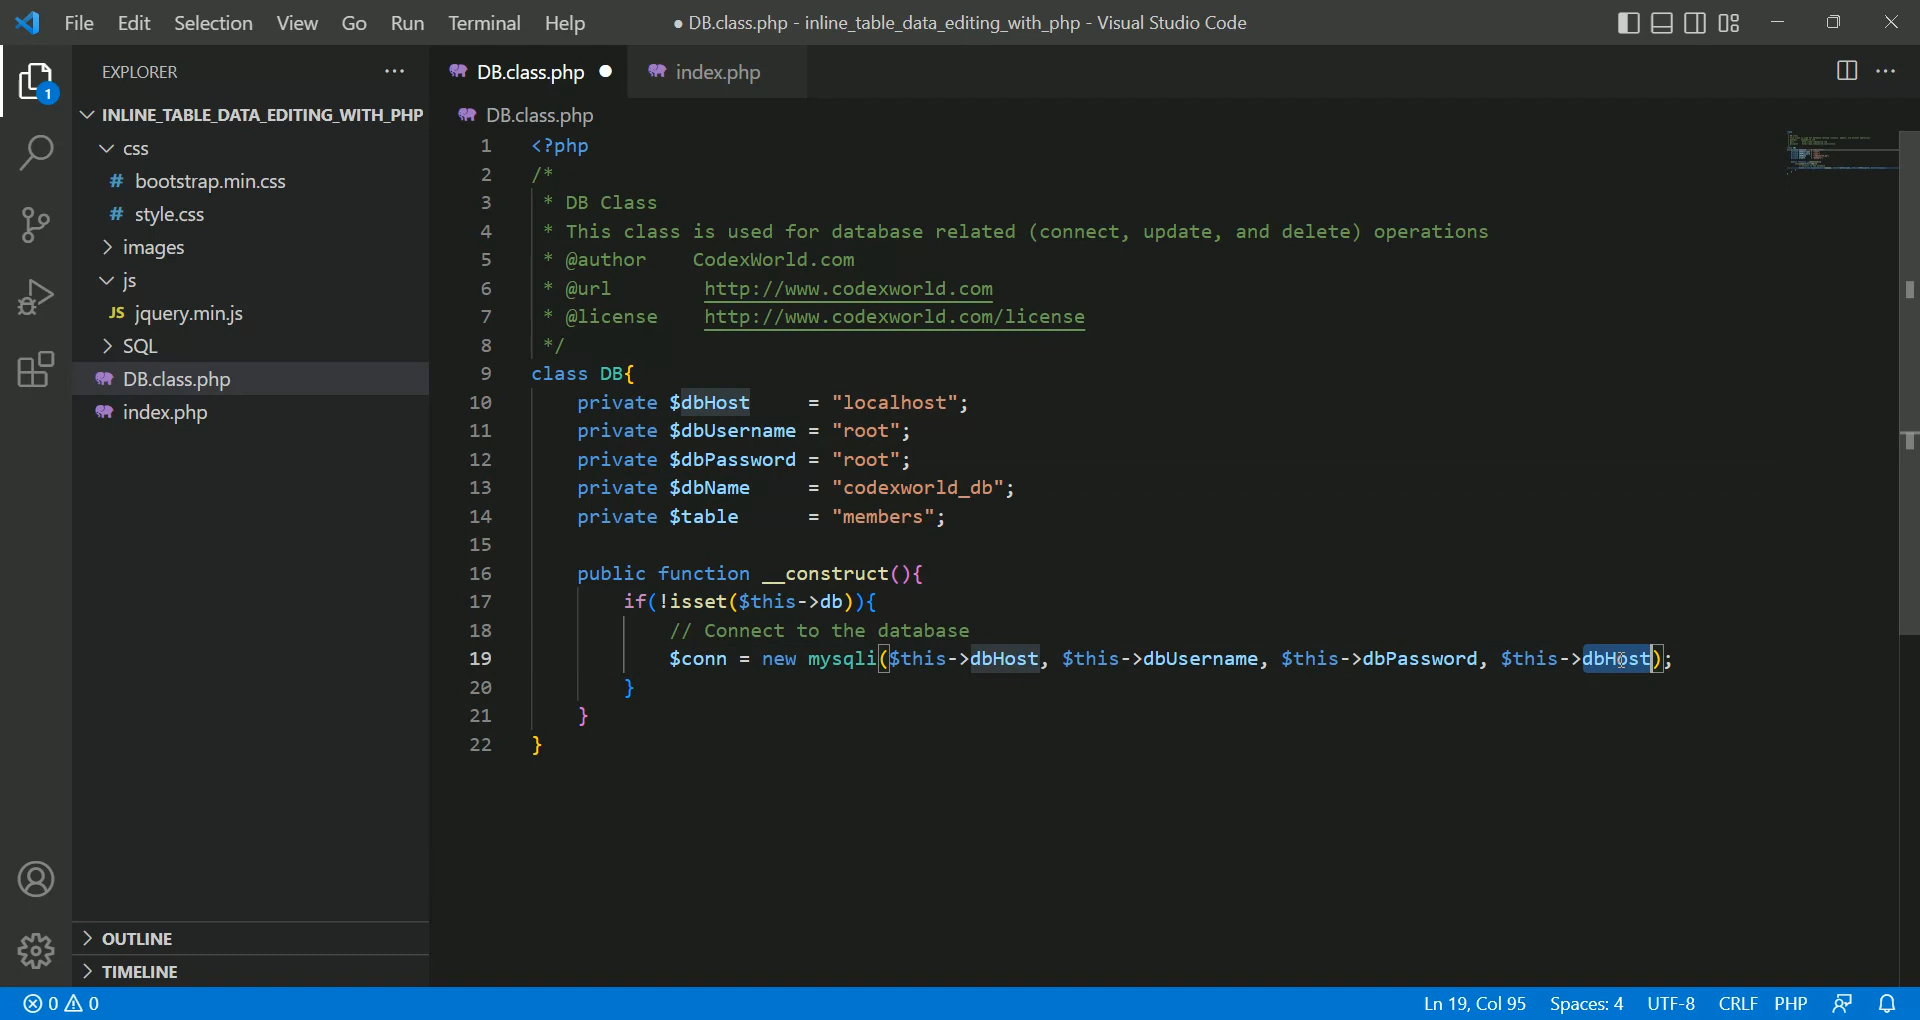 File Edit Selection View Go Run Terminal Help
● DB.class.php - inline_table_data_editing_with_php - Visual Studio Code
EXPLORER
1
INLINE_TABLE_DATA_EDITING_WITH_PHP
css
# bootstrap.min.css
# style.css
images
js
JS jquery.min.js
SQL
DB.class.php
index.php
OUTLINE
TIMELINE
DB.class.php ● index.php
DB.class.php
1 <?php
2 /*
3 * DB Class
4 * This class is used for database related (connect, update, and delete) operations
5 * @author    CodexWorld.com
6 * @url        http://www.codexworld.com
7 * @license    http://www.codexworld.com/license
8 */
9 class DB{
10     private $dbHost     = "localhost";
11     private $dbUsername = "root";
12     private $dbPassword = "root";
13     private $dbName     = "codexworld_db";
14     private $table      = "members";
15
16     public function __construct(){
17         if(!isset($this->db)){
18             // Connect to the database
19             $conn = new mysqli($this->dbHost, $this->dbUsername, $this->dbPassword, $this->dbHost);
20         }
21     }
22 }
0 0
Ln 19, Col 95 Spaces: 4 UTF-8 CRLF PHP